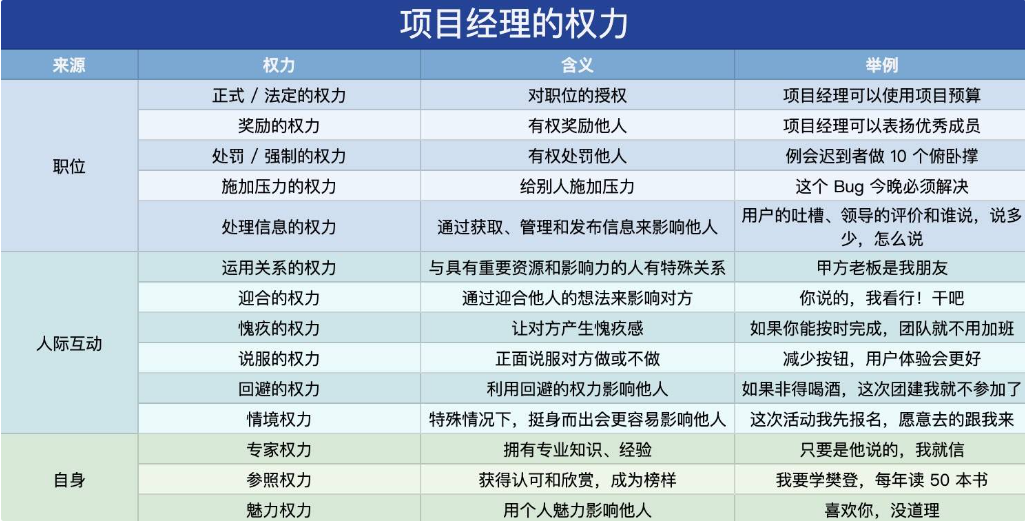 项目经理的权力
来源 权力 含义 举例
职位
正式 / 法定的权力 对职位的授权 项目经理可以使用项目预算
奖励的权力 有权奖励他人 项目经理可以表扬优秀成员
处罚 / 强制的权力 有权处罚他人 例会迟到者做 10 个俯卧撑
施加压力的权力 给别人施加压力 这个 Bug 今晚必须解决
处理信息的权力 通过获取、管理和发布信息来影响他人 用户的吐槽、领导的评价和谁说，说多
少，怎么说
人际互动
运用关系的权力 与具有重要资源和影响力的人有特殊关系 甲方老板是我朋友
迎合的权力 通过迎合他人的想法来影响对方 你说的，我看行！干吧
愧疚的权力 让对方产生愧疚感 如果你能按时完成，团队就不用加班
说服的权力 正面说服对方做或不做 减少按钮，用户体验会更好
回避的权力 利用回避的权力影响他人 如果非得喝酒，这次团建我就不参加了
情境权力 特殊情况下，挺身而出会更容易影响他人 这次活动我先报名，愿意去的跟我来
自身
专家权力 拥有专业知识、经验 只要是他说的，我就信
参照权力 获得认可和欣赏，成为榜样 我要学樊登，每年读 50 本书
魅力权力 用个人魅力影响他人 喜欢你，没道理